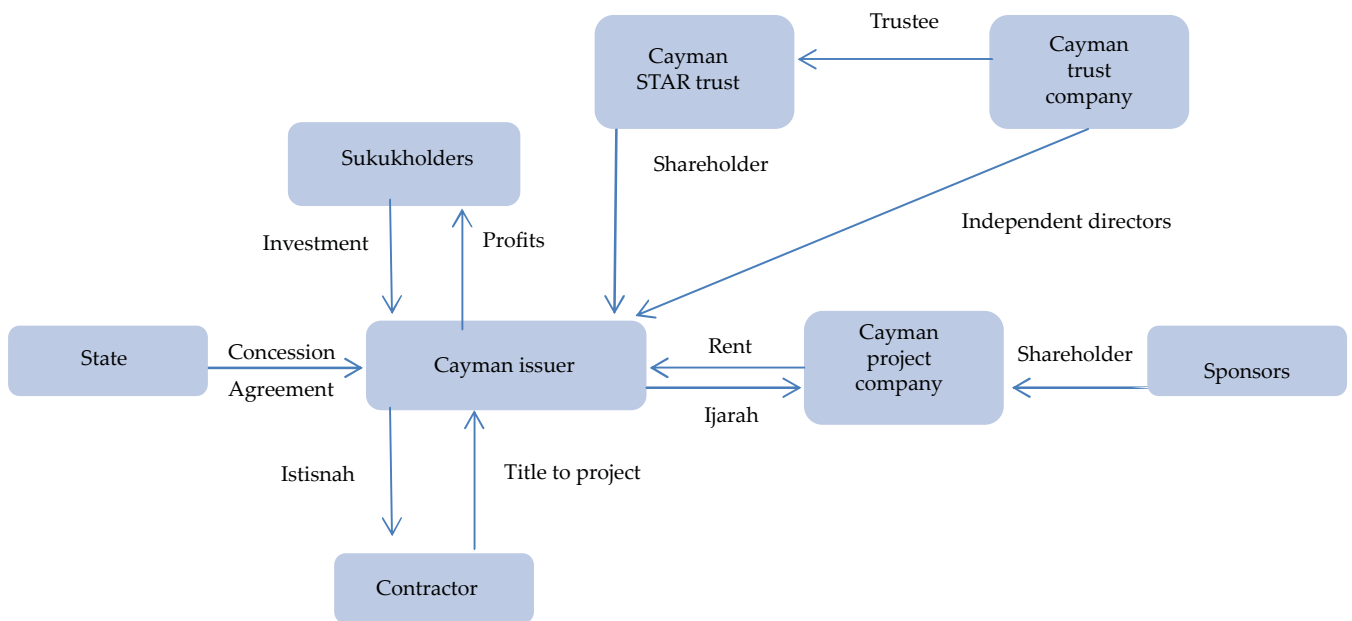 Trustee
Cayman
STAR trust
Cayman
trust
company
Sukukholders
Shareholder
Independent directors
Investment
Profits
State
Concession
Agreement
Cayman issuer
Rent
Ijarah
Cayman
project
company
Shareholder
Sponsors
Istisnah
Title to project
Contractor